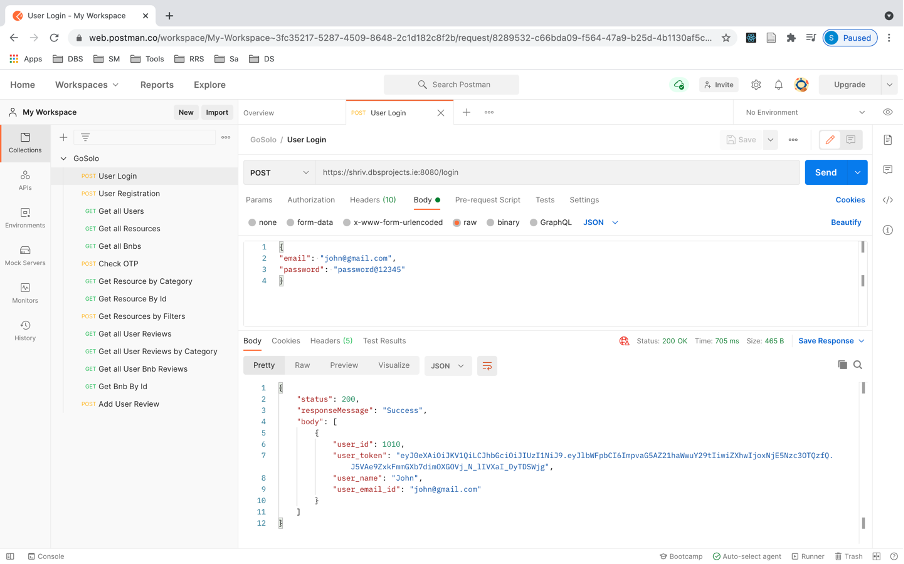 User Login - My Workspace
web.postman.co/workspace/My-Workspace~3fc35217-5287-4509-8648-2c1d182c8f2b/request/8289532-c66bda09-f564-47a9-b25d-4b1130af5c...
S Paused
Apps DBS SM Tools RRS Sa DS
Home Workspaces Reports Explore Search Postman Invite Upgrade
My Workspace New Import Overview POST User Login No Environment
Collections
APIs
Environments
Mock Servers
Monitors
History
GoSolo
POST User Login
POST User Registration
GET Get all Users
GET Get all Resources
GET Get all Bnbs
POST Check OTP
GET Get Resource by Category
GET Get Resource By Id
POST Get Resources by Filters
GET Get all User Reviews
GET Get all User Reviews by Category
GET Get all User Bnb Reviews
GET Get Bnb By Id
POST Add User Review
GoSolo / User Login Save
POST https://shriv.dbsprojects.ie:8080/login Send
Params Authorization Headers (10) Body Pre-request Script Tests Settings Cookies
none form-data x-www-form-urlencoded raw binary GraphQL JSON Beautify
1 {
2 "email": "john@gmail.com",
3 "password": "password@12345"
4 }
Body Cookies Headers (5) Test Results Status: 200 OK Time: 705 ms Size: 465 B Save Response
Pretty Raw Preview Visualize JSON
1 {
2 "status": 200,
3 "responseMessage": "Success",
4 "body": [
5 {
6 "user_id": 1010,
7 "user_token":
8 "user_name": "John",
9 "user_email_id": "john@gmail.com"
10 }
11 ]
12 }
Console Bootcamp Auto-select agent Runner Trash